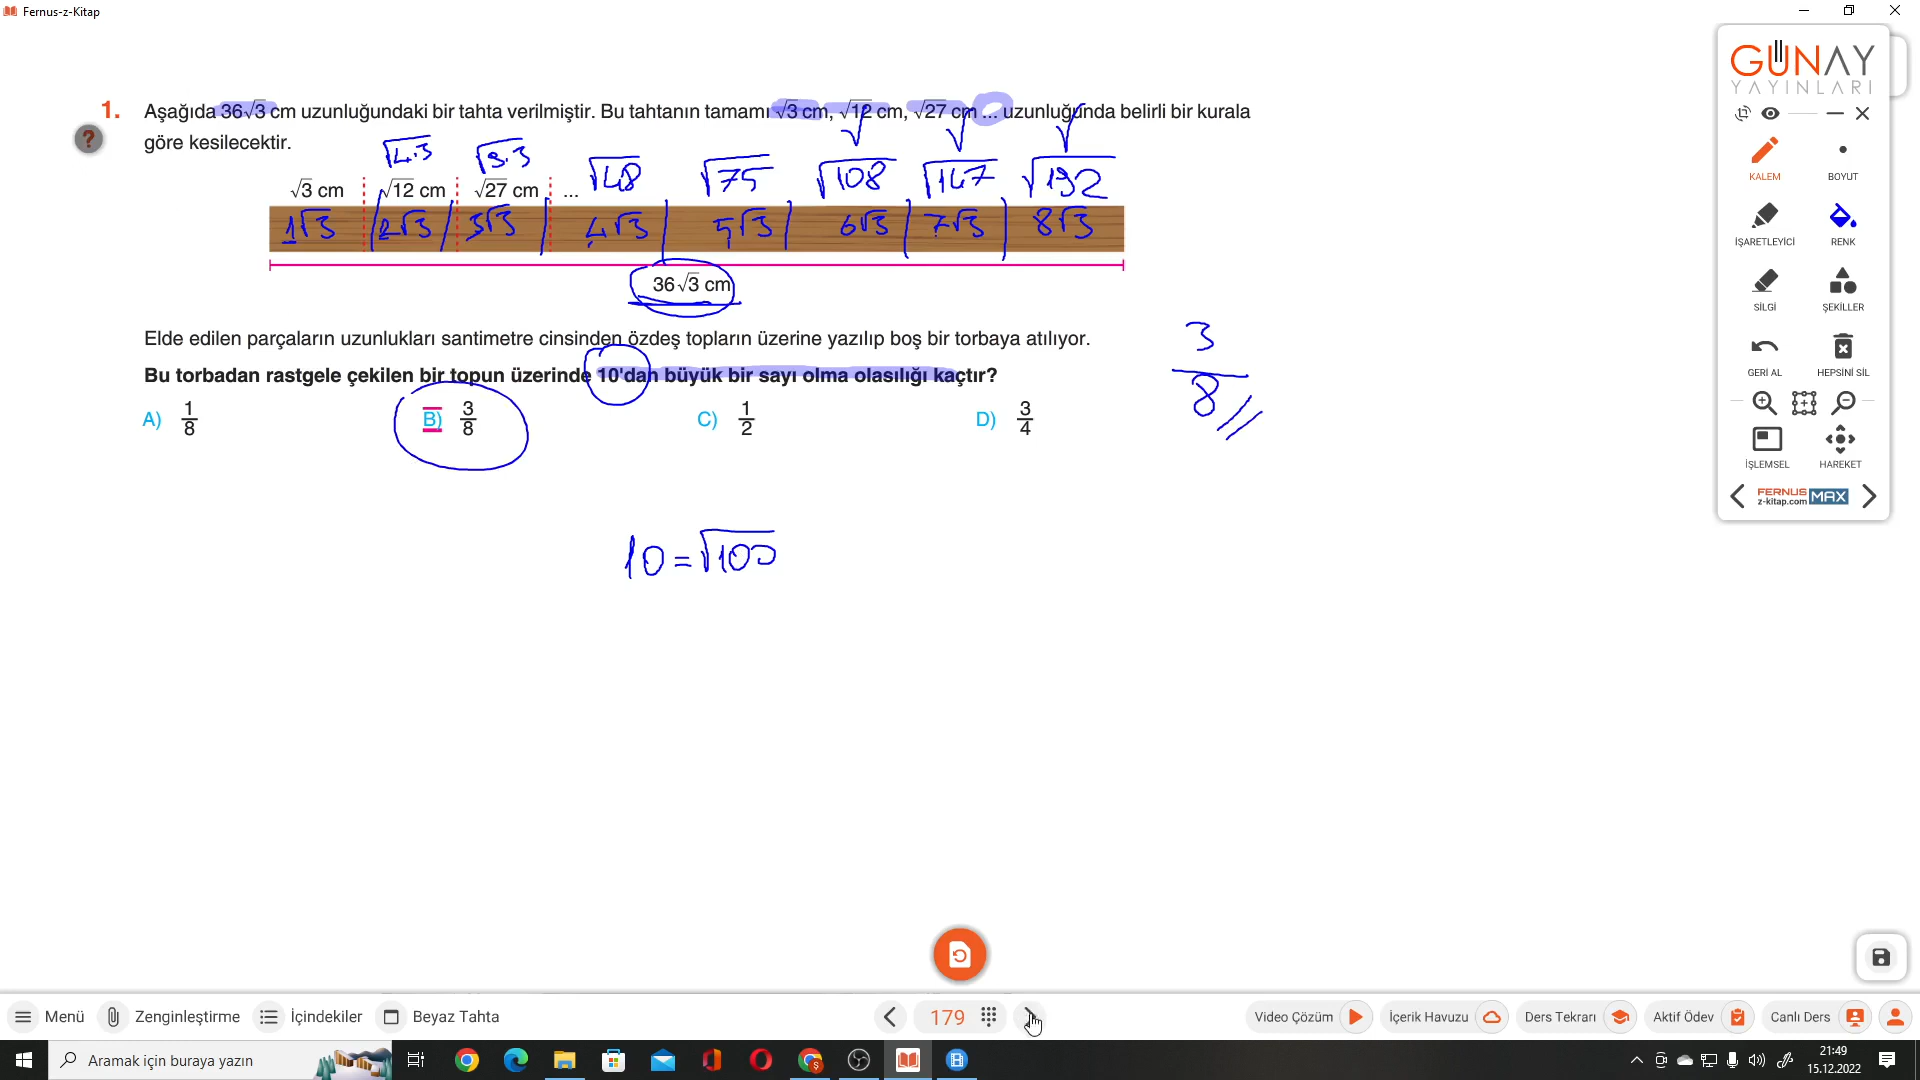 Fernus-z-Kitap
GÜNAY
YAYINLARI
1. Aşağıda 36√3 cm uzunluğundaki bir tahta verilmiştir. Bu tahtanın tamamı √3 cm, √12 cm, √27 cm ... uzunluğunda belirli bir kurala
göre kesilecektir.
√4.3 √9.3 √48 √75 √108 √147 √192
√3 cm √12 cm √27 cm ...
1√3 2√3 3√3 4√3 5√3 6√3 7√3 8√3
36√3 cm
Elde edilen parçaların uzunlukları santimetre cinsinden özdeş topların üzerine yazılıp boş bir torbaya atılıyor.
Bu torbadan rastgele çekilen bir topun üzerinde 10'dan büyük bir sayı olma olasılığı kaçtır?
A) 1/8 B) 3/8 C) 1/2 D) 3/4
3/8
10=√100
KALEM BOYUT
İŞARETLEYİCİ RENK
SİLGİ ŞEKİLLER
GERİ AL HEPSİNİ SİL
İŞLEMSEL HAREKET
FERNUS
z-kitap.com MAX
Menü Zenginleştirme İçindekiler Beyaz Tahta 179 Video Çözüm İçerik Havuzu Ders Tekrarı Aktif Ödev Canlı Ders
Aramak için buraya yazın
21:49
15.12.2022